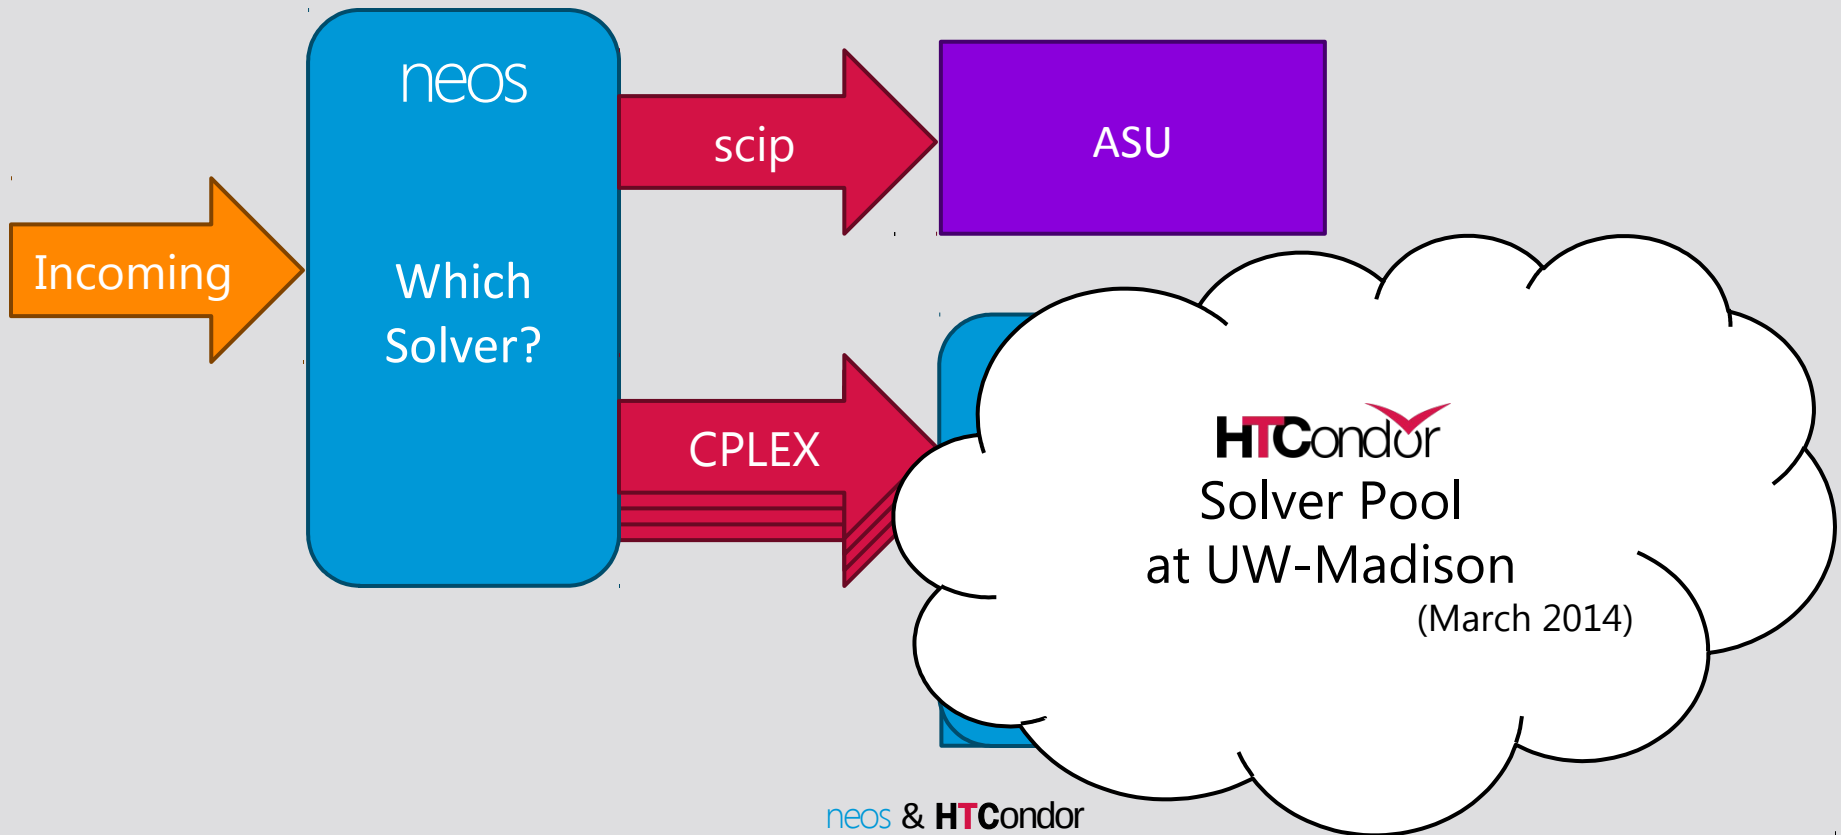 neos
scip
ASU
Incoming
Which
Solver?
CPLEX
HTCondor
Solver Pool
at UW-Madison
(March 2014)
neos & HTCondor